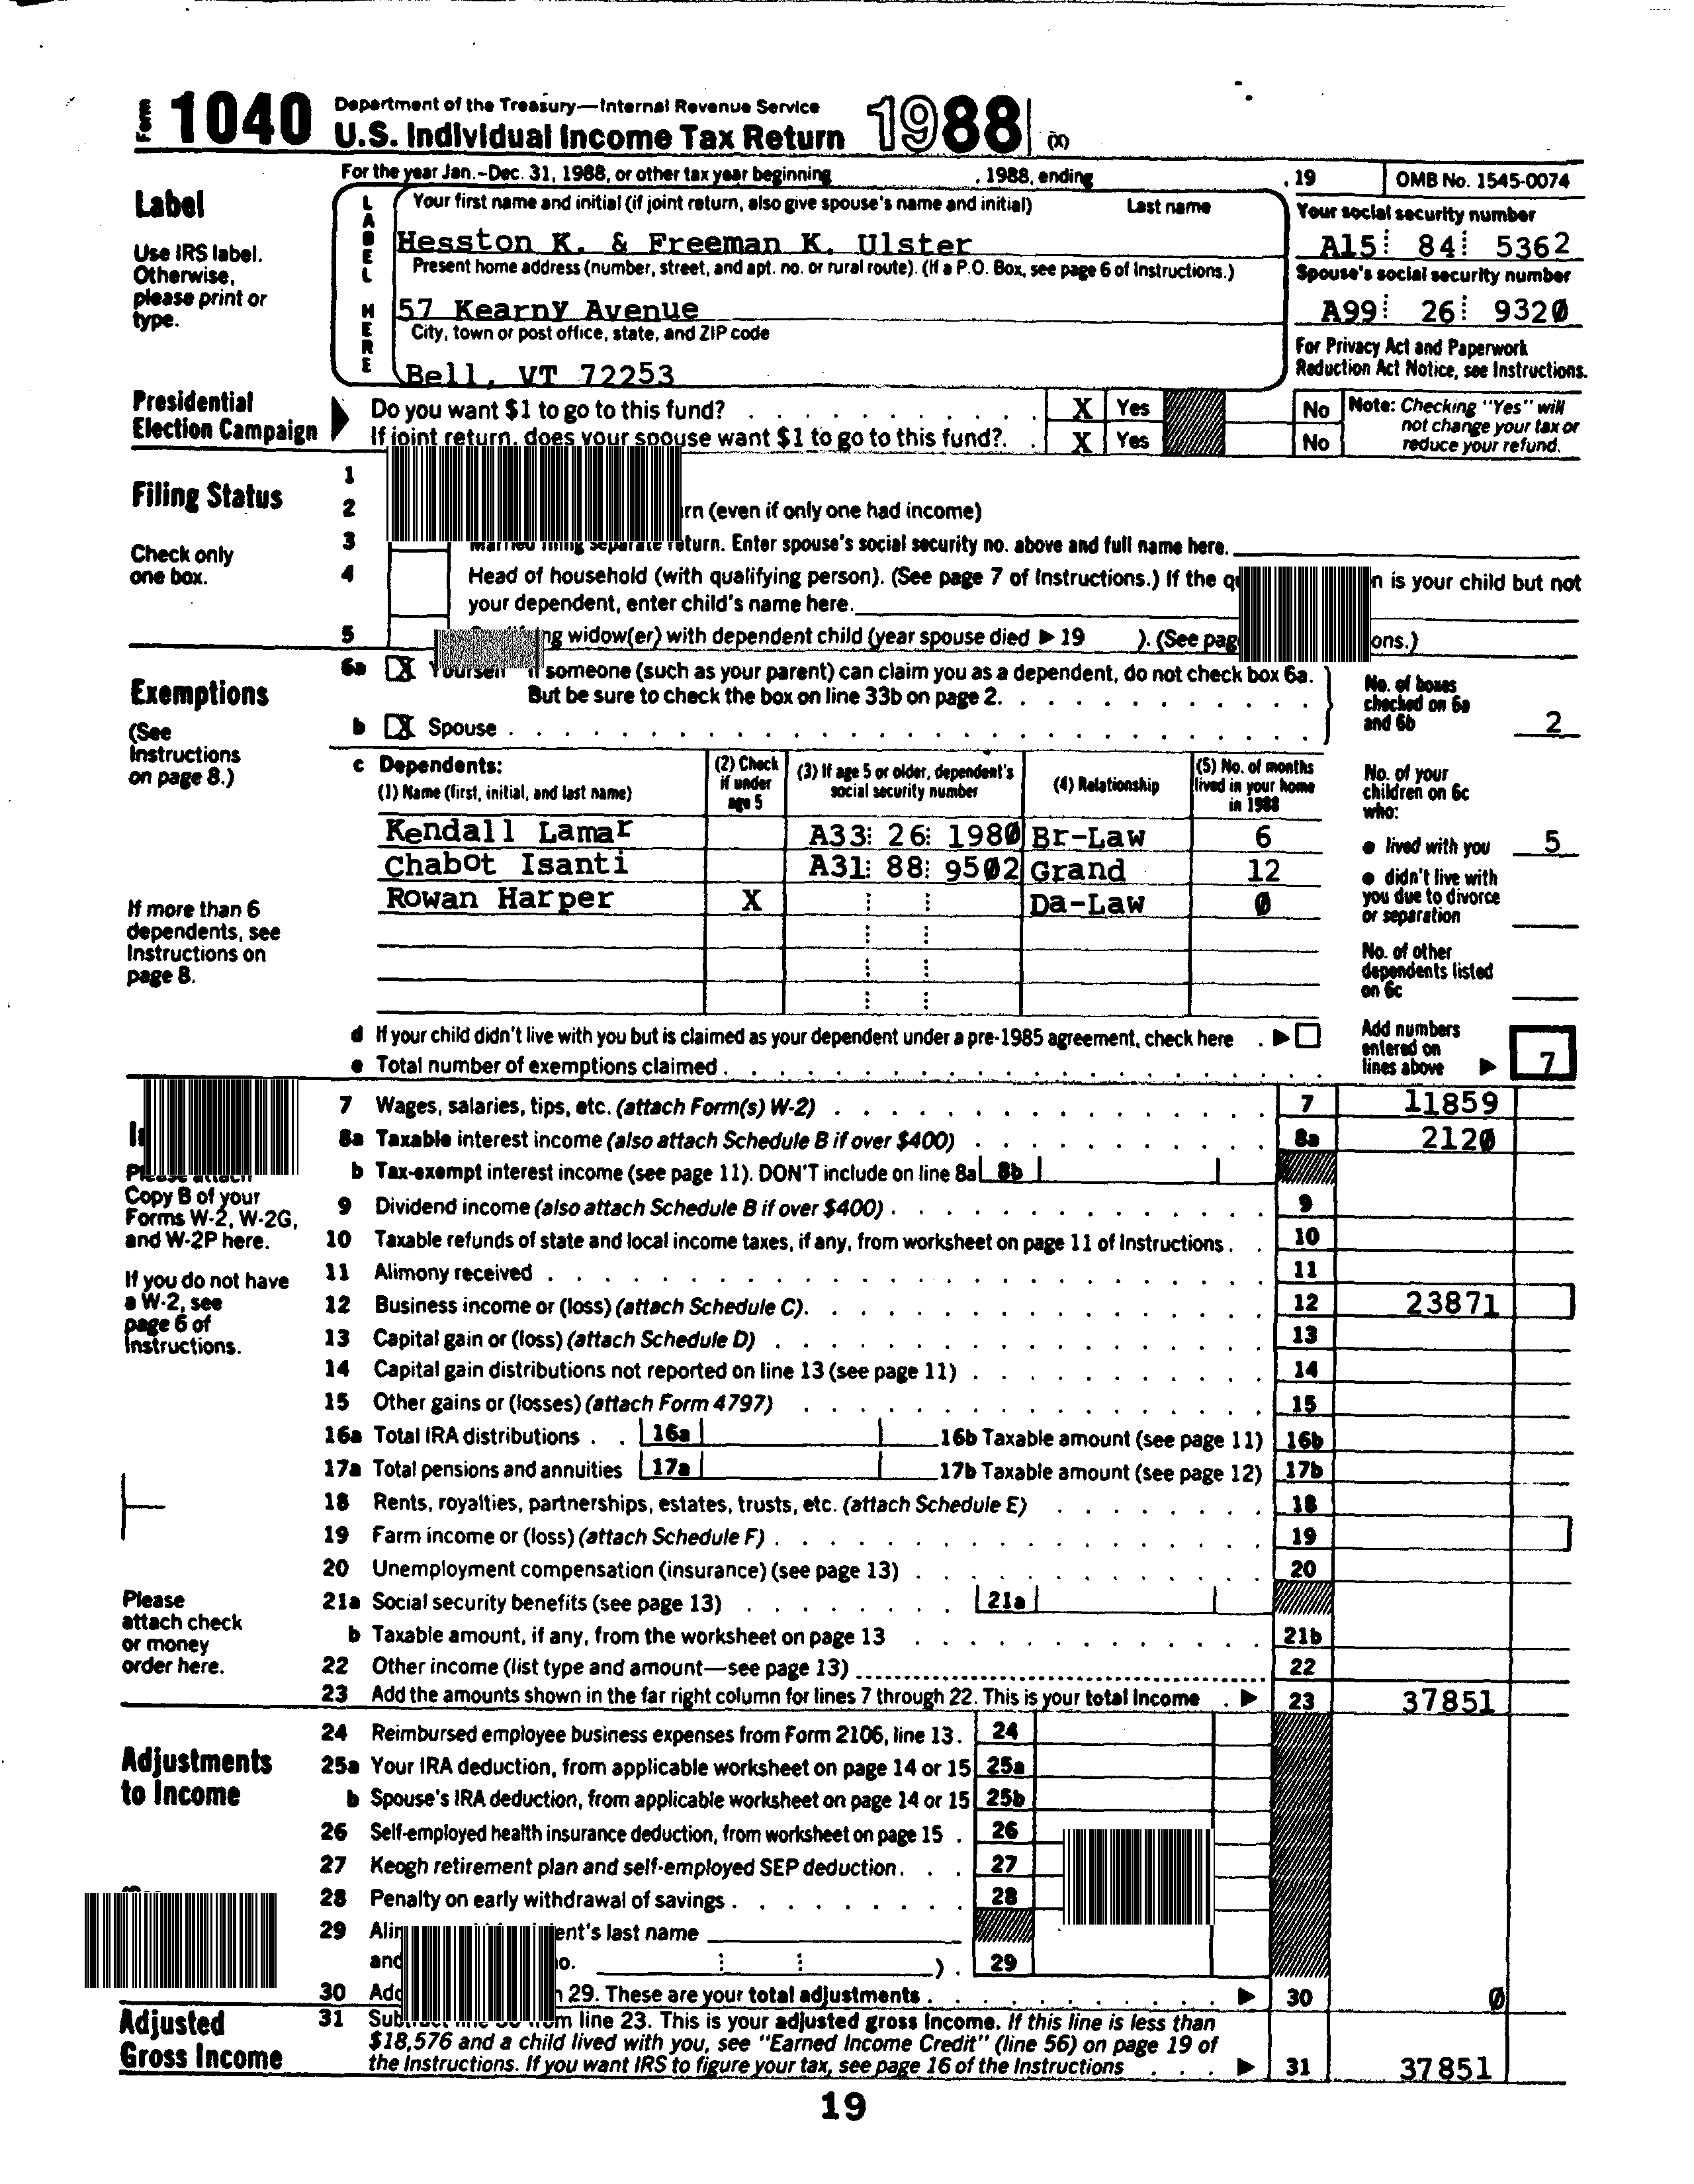 Form 1040 Department of the Treasury—Internal Revenue Service
U.S. Individual Income Tax Return 1988 (X)
For the year Jan.–Dec. 31, 1988, or other tax year beginning , 1988, ending , 19 OMB No. 1545-0074
Label
Use IRS label. Otherwise, please print or type.
LABEL HERE
Your first name and initial (if joint return, also give spouse's name and initial) Last name
Hesston K. & Freeman K. Ulster
Present home address (number, street, and apt. no. or rural route). (If a P.O. Box, see page 6 of Instructions.)
57 Kearny Avenue
City, town or post office, state, and ZIP code
Bell, VT 72253
Your social security number
A15 84 5362
Spouse's social security number
A99 26 9320
For Privacy Act and Paperwork Reduction Act Notice, see Instructions.
Presidential Election Campaign
Do you want $1 to go to this fund? X Yes No
If joint return, does your spouse want $1 to go to this fund? X Yes No
Note: Checking "Yes" will not change your tax or reduce your refund.
Filing Status
Check only one box.
1
2 (even if only one had income)
3 Married filing separate return. Enter spouse's social security no. above and full name here.
4 Head of household (with qualifying person). (See page 7 of Instructions.) If the is your child but not
your dependent, enter child's name here.
5 widow(er) with dependent child (year spouse died ▶ 19 ). (See
Exemptions
(See Instructions on page 8.)
6a X Yourself If someone (such as your parent) can claim you as a dependent, do not check box 6a.
But be sure to check the box on line 33b on page 2.
b X Spouse
No. of boxes checked on 6a and 6b 2
c Dependents:
(1) Name (first, initial, and last name) (2) Check if under age 5 (3) If age 5 or older, dependent's social security number (4) Relationship (5) No. of months lived in your home in 1988
Kendall Lamar A33 26 1980 Br-Law 6
Chabot Isanti A31 88 9502 Grand 12
Rowan Harper X Da-Law 0
If more than 6 dependents, see Instructions on page 8.
No. of your children on 6c who:
● lived with you 5
● didn't live with you due to divorce or separation
No. of other dependents listed on 6c
d If your child didn't live with you but is claimed as your dependent under a pre-1985 agreement, check here ▶
e Total number of exemptions claimed
Add numbers entered on lines above ▶ 7
Please attach Copy B of your Forms W-2, W-2G, and W-2P here.
If you do not have a W-2, see page 6 of Instructions.
7 Wages, salaries, tips, etc. (attach Form(s) W-2) 7 11859
8a Taxable interest income (also attach Schedule B if over $400) 8a 2120
b Tax-exempt interest income (see page 11). DON'T include on line 8a 8b
9 Dividend income (also attach Schedule B if over $400) 9
10 Taxable refunds of state and local income taxes, if any, from worksheet on page 11 of Instructions 10
11 Alimony received 11
12 Business income or (loss) (attach Schedule C) 12 23871
13 Capital gain or (loss) (attach Schedule D) 13
14 Capital gain distributions not reported on line 13 (see page 11) 14
15 Other gains or (losses) (attach Form 4797) 15
16a Total IRA distributions 16a 16b Taxable amount (see page 11) 16b
17a Total pensions and annuities 17a 17b Taxable amount (see page 12) 17b
18 Rents, royalties, partnerships, estates, trusts, etc. (attach Schedule E) 18
19 Farm income or (loss) (attach Schedule F) 19
20 Unemployment compensation (insurance) (see page 13) 20
21a Social security benefits (see page 13) 21a
b Taxable amount, if any, from the worksheet on page 13 21b
22 Other income (list type and amount—see page 13) 22
23 Add the amounts shown in the far right column for lines 7 through 22. This is your total income ▶ 23 37851
Please attach check or money order here.
Adjustments to Income
24 Reimbursed employee business expenses from Form 2106, line 13. 24
25a Your IRA deduction, from applicable worksheet on page 14 or 15 25a
b Spouse's IRA deduction, from applicable worksheet on page 14 or 15 25b
26 Self-employed health insurance deduction, from worksheet on page 15 26
27 Keogh retirement plan and self-employed SEP deduction 27
28 Penalty on early withdrawal of savings 28
29 last name
and ) 29
30 29. These are your total adjustments ▶ 30 0
Adjusted Gross Income
31 line 23. This is your adjusted gross income. If this line is less than
$18,576 and a child lived with you, see "Earned Income Credit" (line 56) on page 19 of
the Instructions. If you want IRS to figure your tax, see page 16 of the Instructions ▶ 31 37851
19